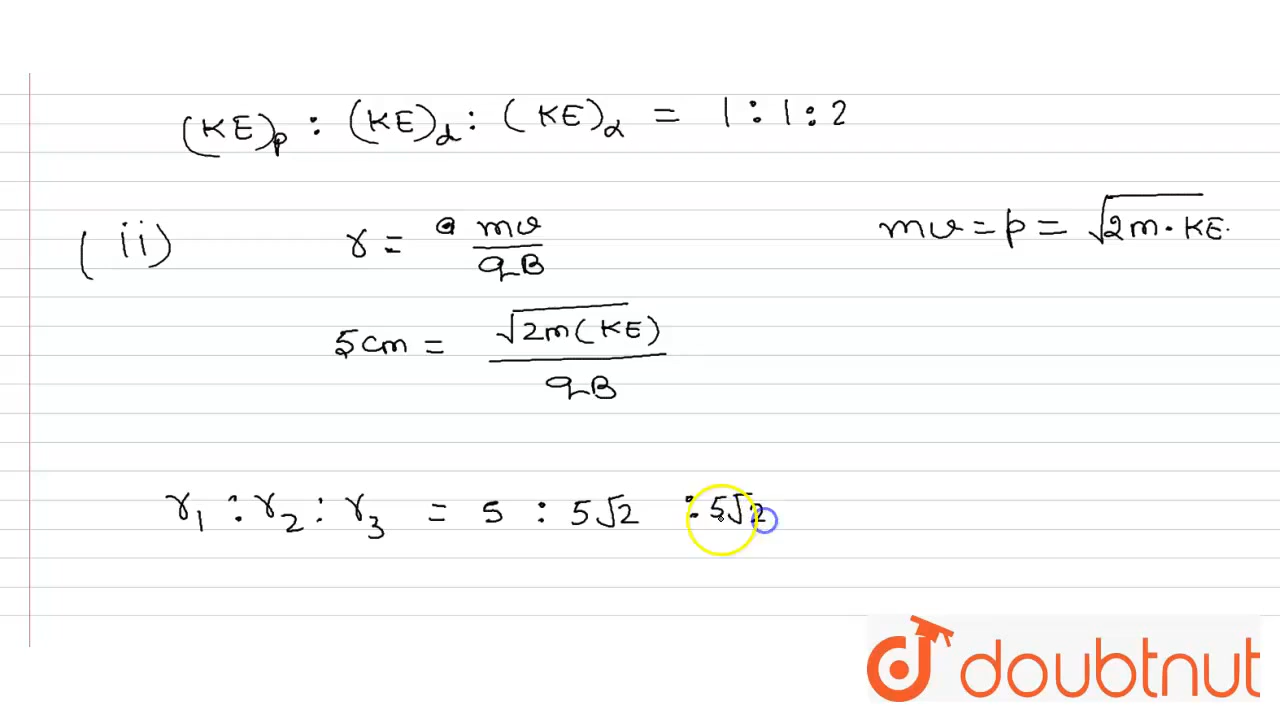 (KE)p : (KE)d : (KE)α = 1 : 1 : 2
(ii) r = mv / qB mv = p = √2m·KE.
5cm = √2m(KE) / qB
r1 : r2 : r3 = 5 : 5√2 : 5√2
doubtnut